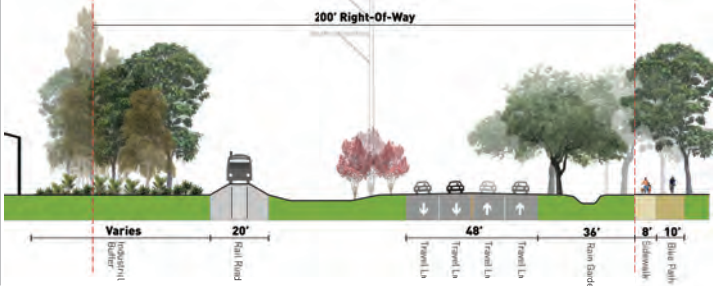 200' Right-Of-Way
Varies
20'
48'
36'
8'
10'
Industrial
Buffer
Rail Road
Travel La
Travel La
Travel La
Travel La
Rain Garde
Sidewalk
Bike Path